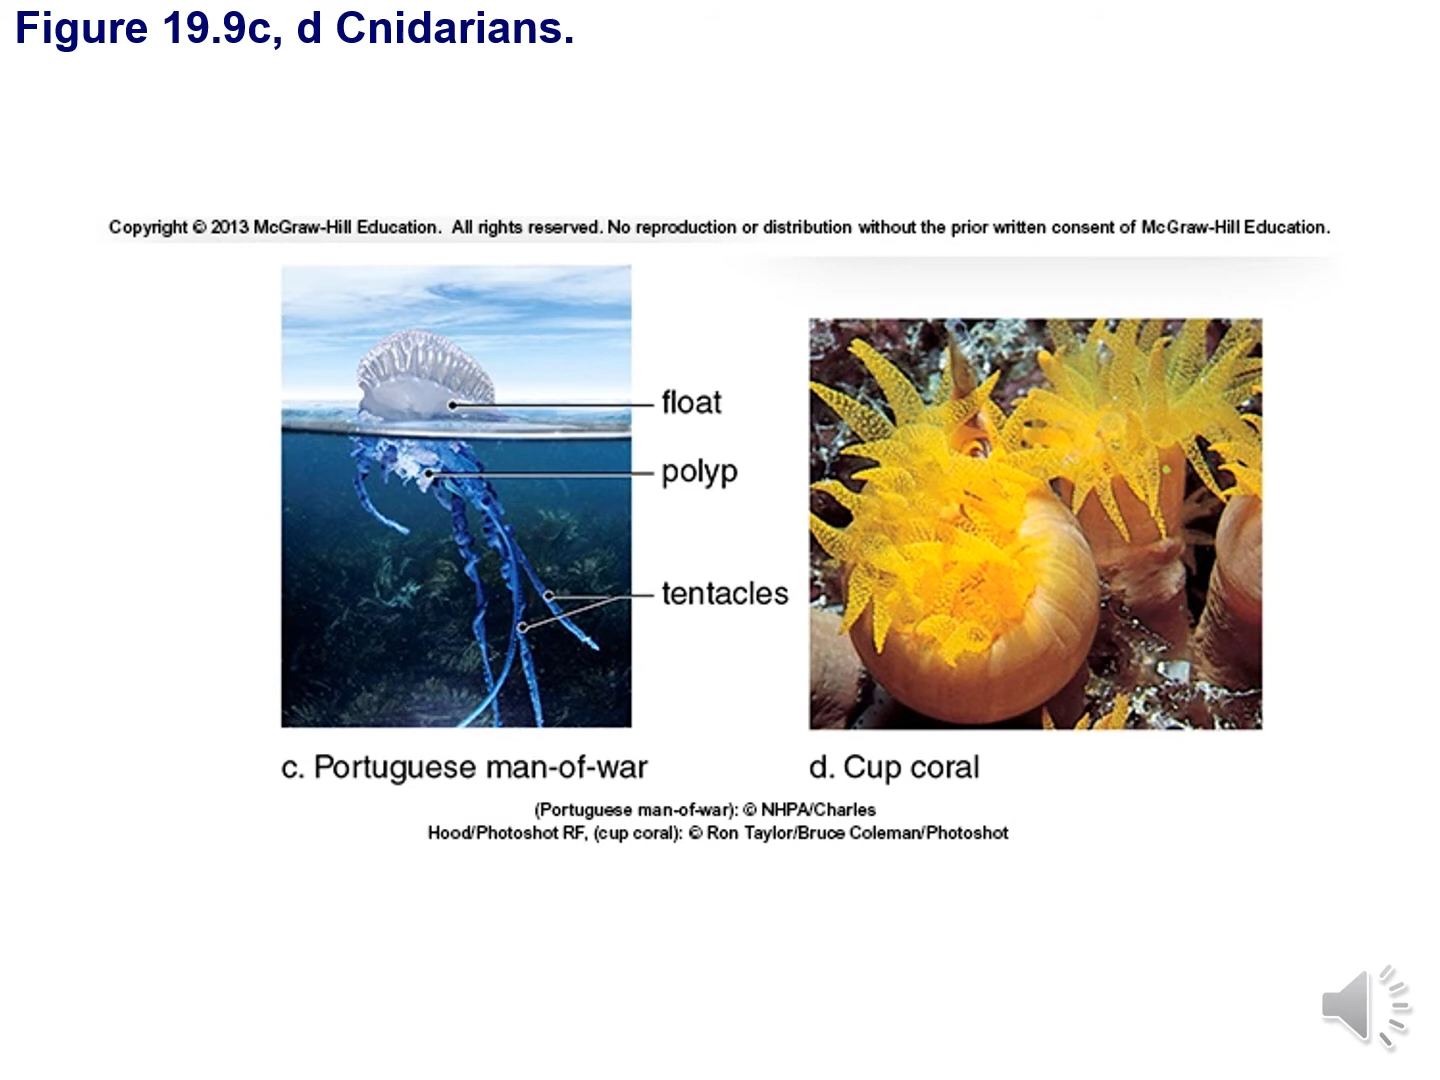 Figure 19.9c, d Cnidarians.
Copyright © 2013 McGraw-Hill Education. All rights reserved. No reproduction or distribution without the prior written consent of McGraw-Hill Education.
float
polyp
tentacles
c. Portuguese man-of-war
d. Cup coral
(Portuguese man-of-war): © NHPA/Charles
Hood/Photoshot RF, (cup coral): © Ron Taylor/Bruce Coleman/Photoshot